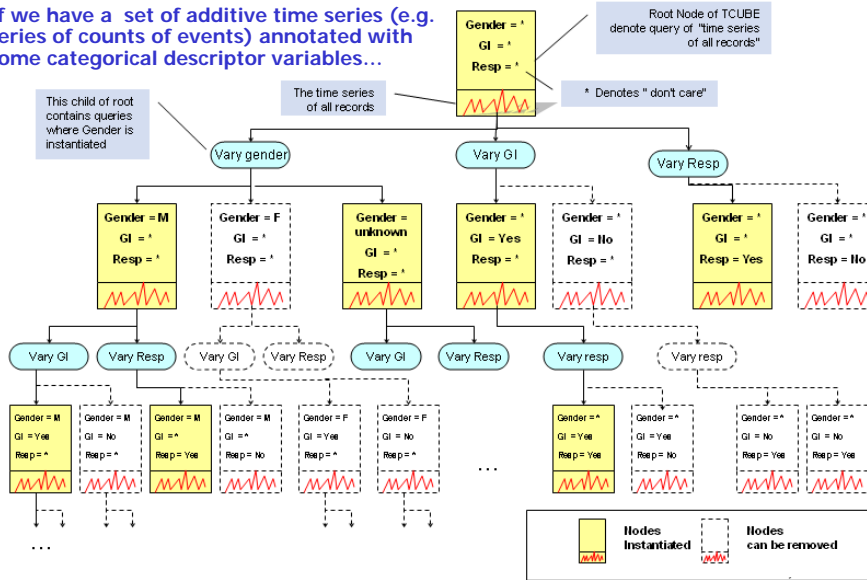 f we have a set of additive time series (e.g.
eries of counts of events) annotated with
ome categorical descriptor variables…
Gender = *
GI = *
Resp = *
Root Node of TCUBE
denote query of "time series
of all records"
This child of root
contains queries
where Gender is
instantiated
The time series
of all records
* Denotes " don't care"
Vary gender
Vary GI
Vary Resp
Gender = M
GI = *
Resp = *
Gender = F
GI = *
Resp = *
Gender =
unknown
GI = *
Resp = *
Gender = *
GI = Yes
Resp = *
Gender = *
GI = No
Resp = *
Gender = *
GI = *
Resp = Yes
Gender = *
GI = *
Resp = No
Vary GI
Vary Resp
Vary GI
Vary Resp
Vary GI
Vary Resp
Vary resp
Vary resp
Gender = M
GI = Yes
Resp = *
Gender = M
GI = No
Resp = *
Gender = M
GI = *
Resp = Yes
Gender = M
GI = *
Resp = No
Gender = F
GI = Yes
Resp = *
Gender = F
GI = No
Resp = *
...
Gender = *
GI = Yes
Resp = Yes
Gender = *
GI = Yes
Resp = No
Gender = *
GI = No
Resp = Yes
Gender = *
GI = No
Resp = Yes
...
Nodes
Instantiated
Nodes
can be removed